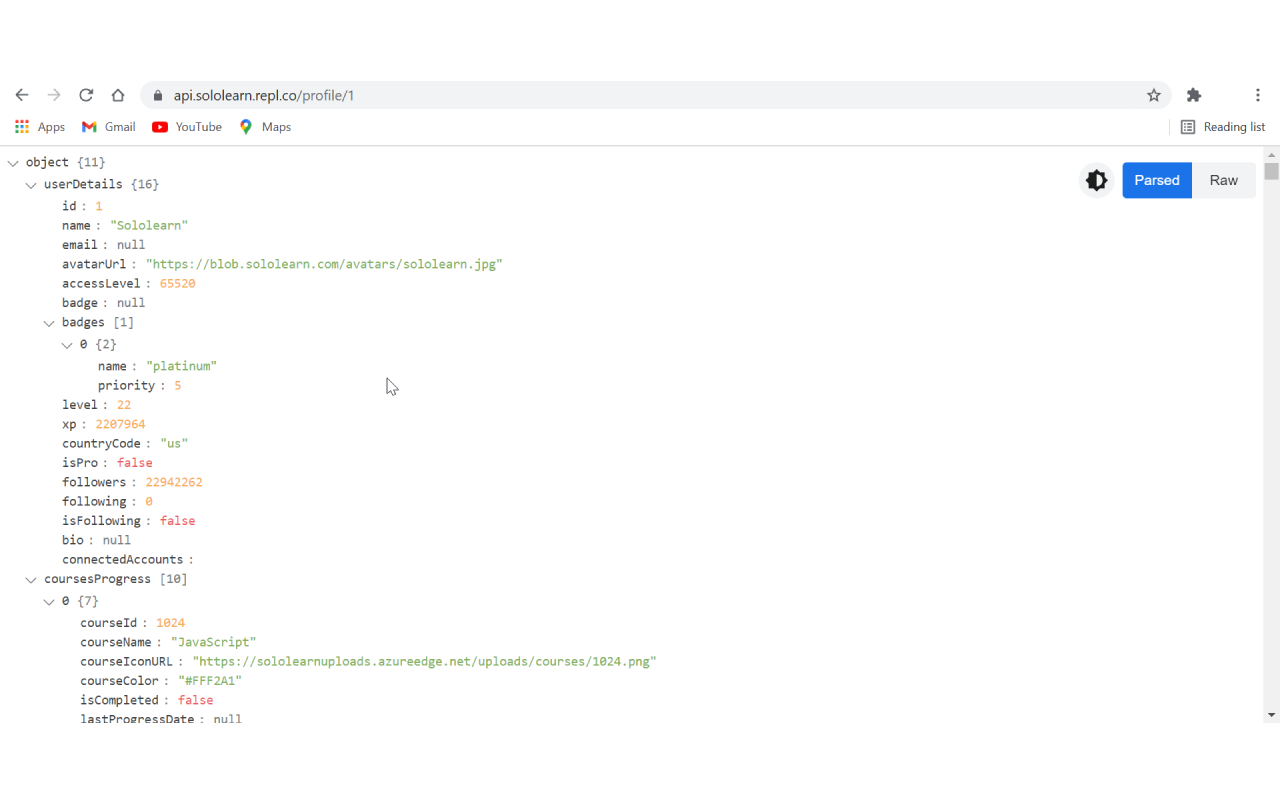 api.sololearn.repl.co/profile/1
Apps Gmail YouTube Maps Reading list
object {11}
Parsed Raw
userDetails {16}
id : 1
name : "Sololearn"
email : null
avatarUrl : "https://blob.sololearn.com/avatars/sololearn.jpg"
accessLevel : 65520
badge : null
badges [1]
0 {2}
name : "platinum"
priority : 5
level : 22
xp : 2207964
countryCode : "us"
isPro : false
followers : 22942262
following : 0
isFollowing : false
bio : null
connectedAccounts :
coursesProgress [10]
0 {7}
courseId : 1024
courseName : "JavaScript"
courseIconURL : "https://sololearnuploads.azureedge.net/uploads/courses/1024.png"
courseColor : "#FFF2A1"
isCompleted : false
lastProgressDate : null